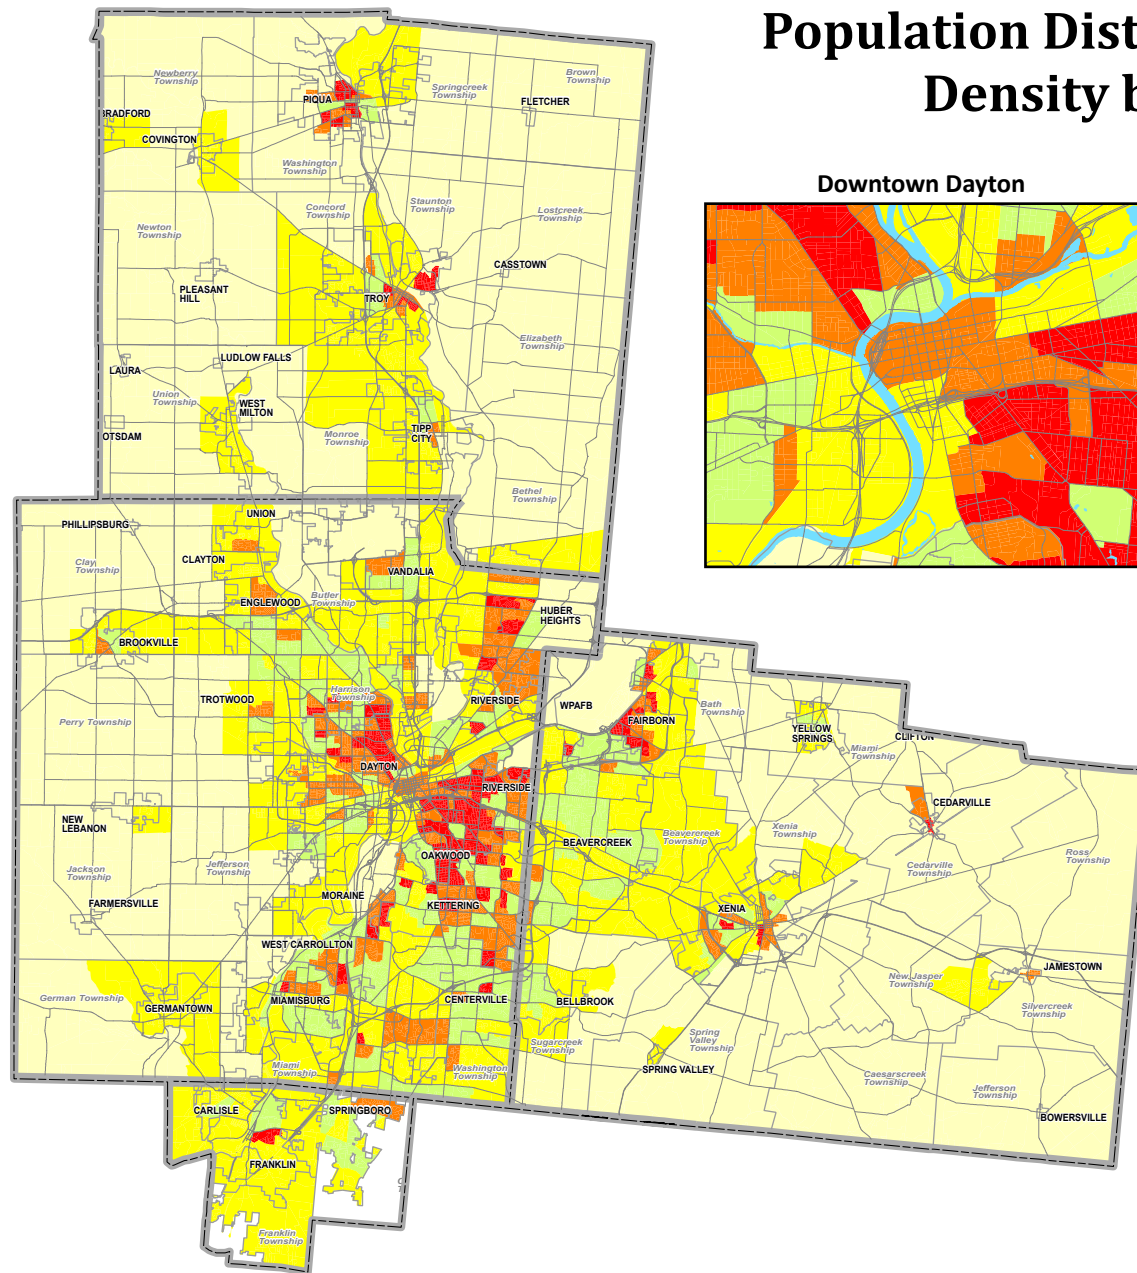 Population Dist
Density b
Downtown Dayton
Newberry
Township
Springcreek
Township
Brown
Township
PIQUA
FLETCHER
BRADFORD
COVINGTON
Washington
Township
Concord
Township
Staunton
Township
Lostcreek
Township
Newton
Township
CASSTOWN
PLEASANT
HILL
TROY
Elizabeth
Township
LUDLOW FALLS
LAURA
Union
Township
WEST
MILTON
OTSDAM
Monroe
Township
TIPP
CITY
Bethel
Township
UNION
PHILLIPSBURG
CLAYTON
Clay
Township
VANDALIA
ENGLEWOOD
Butler
Township
HUBER
HEIGHTS
BROOKVILLE
TROTWOOD
Harrison
Township
RIVERSIDE
WPAFB
Bath
Township
Perry Township
FAIRBORN
YELLOW
SPRINGS
CLIFTON
Miami
Township
DAYTON
RIVERSIDE
CEDARVILLE
NEW
LEBANON
BEAVERCREEK
Beavercreek
Township
Xenia
Township
OAKWOOD
Ross
Township
Jackson
Township
Jefferson
Township
Cedarville
Township
MORAINE
FARMERSVILLE
KETTERING
XENIA
WEST CARROLLTON
JAMESTOWN
New Jasper
Township
German Township
GERMANTOWN
MIAMISBURG
CENTERVILLE
BELLBROOK
Silvercreek
Township
Sugarcreek
Township
Spring
Valley
Township
Miami
Township
Washington
Township
SPRING VALLEY
Caesarscreek
Township
Jefferson
Township
CARLISLE
SPRINGBORO
BOWERSVILLE
FRANKLIN
Franklin
Township